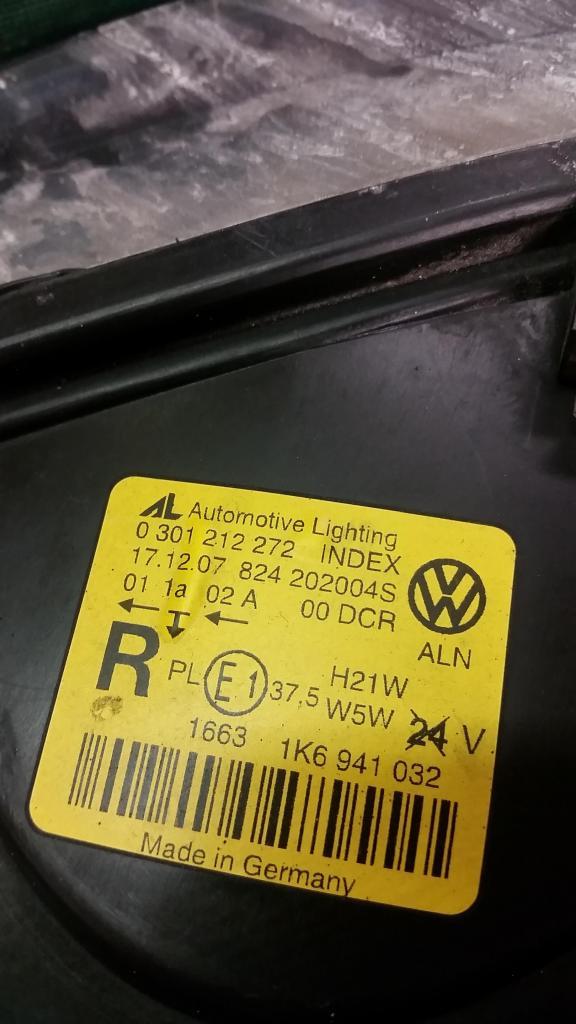 AL Automotive Lighting
0 301 212 272 INDEX
17.12.07 824 202004S
01 1a 02 A 00 DCR
ALN
R PL E1 37,5 H21W
W5W 24 V
1663 1K6 941 032
Made in Germany